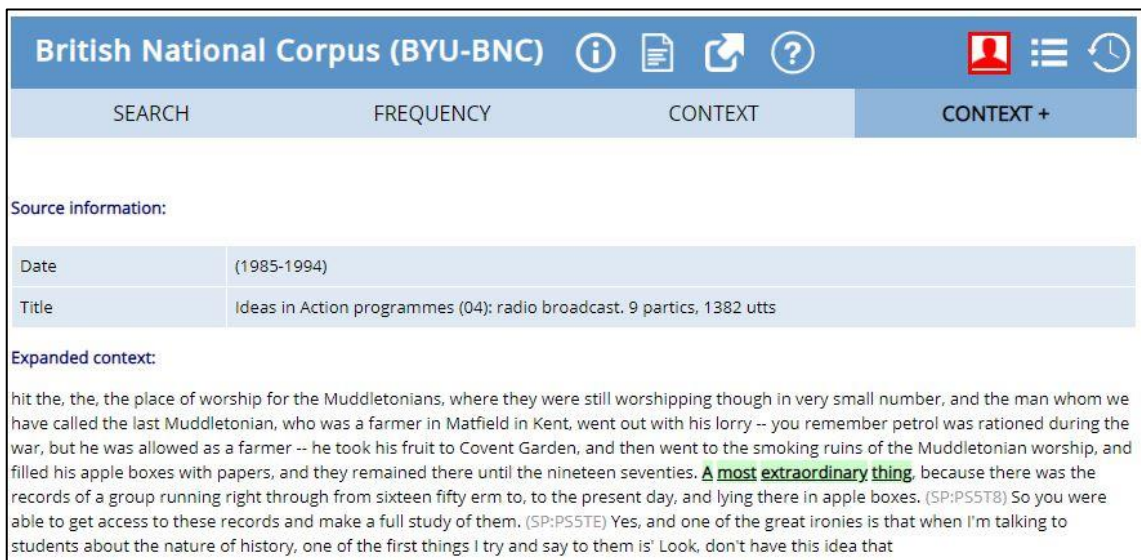 British National Corpus (BYU-BNC)
SEARCH FREQUENCY CONTEXT CONTEXT +
Source information:
Date (1985-1994)
Title Ideas in Action programmes (04): radio broadcast. 9 partics, 1382 utts
Expanded context:
hit the, the, the place of worship for the Muddletonians, where they were still worshipping though in very small number, and the man whom we
have called the last Muddletonian, who was a farmer in Matfield in Kent, went out with his lorry -- you remember petrol was rationed during the
war, but he was allowed as a farmer -- he took his fruit to Covent Garden, and then went to the smoking ruins of the Muddletonian worship, and
filled his apple boxes with papers, and they remained there until the nineteen seventies. A most extraordinary thing, because there was the
records of a group running right through from sixteen fifty erm to, to the present day, and lying there in apple boxes. (SP:PS5T8) So you were
able to get access to these records and make a full study of them. (SP:PS5TE) Yes, and one of the great ironies is that when I'm talking to
students about the nature of history, one of the first things I try and say to them is' Look, don't have this idea that